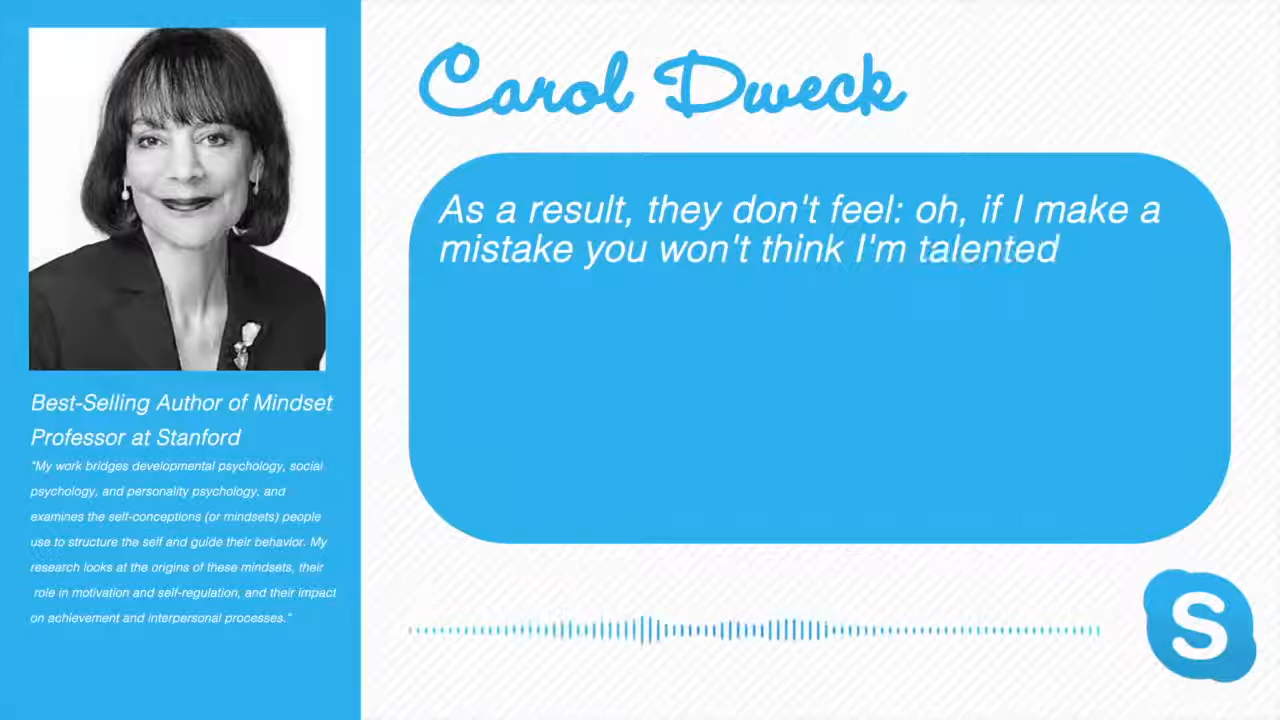 Carol Dweck
As a result, they don't feel: oh, if I make a
mistake you won't think I'm talented
Best-Selling Author of Mindset
Professor at Stanford
"My work bridges developmental psychology, social
psychology, and personality psychology, and
examines the self-conceptions (or mindsets) people
use to structure the self and guide their behavior. My
research looks at the origins of these mindsets, their
role in motivation and self-regulation, and their impact
on achievement and interpersonal processes."
S